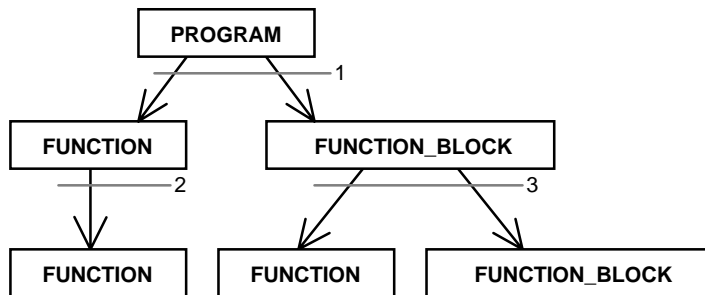 PROGRAM
1
FUNCTION
FUNCTION_BLOCK
2
3
FUNCTION
FUNCTION
FUNCTION_BLOCK